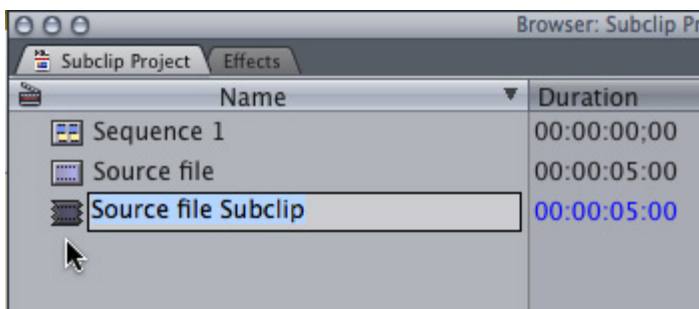 Browser: Subclip Pr
Subclip Project Effects
Name Duration
Sequence 1 00:00:00;00
Source file 00:00:05:00
Source file Subclip 00:00:05:00